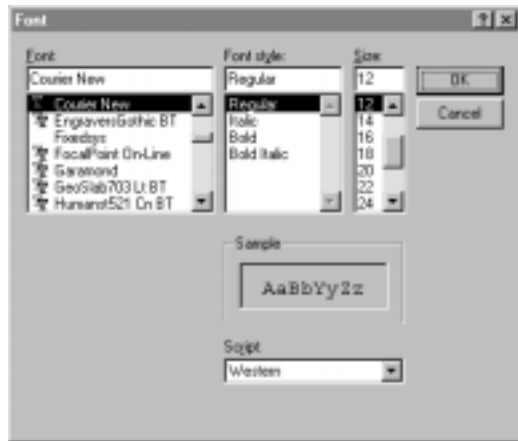 Font
Font: Font style: Size:
Courier New Regular 12 OK
Courier New Regular 12 Cancel
EngraversGothic BT Italic 14
Fixedsys Bold 16
FocalPoint On-Line Bold Italic 18
Garamond 20
GeoSlab703 Lt BT 22
Humanst521 Cn BT 24
Sample
AaBbYyZz
Script:
Western